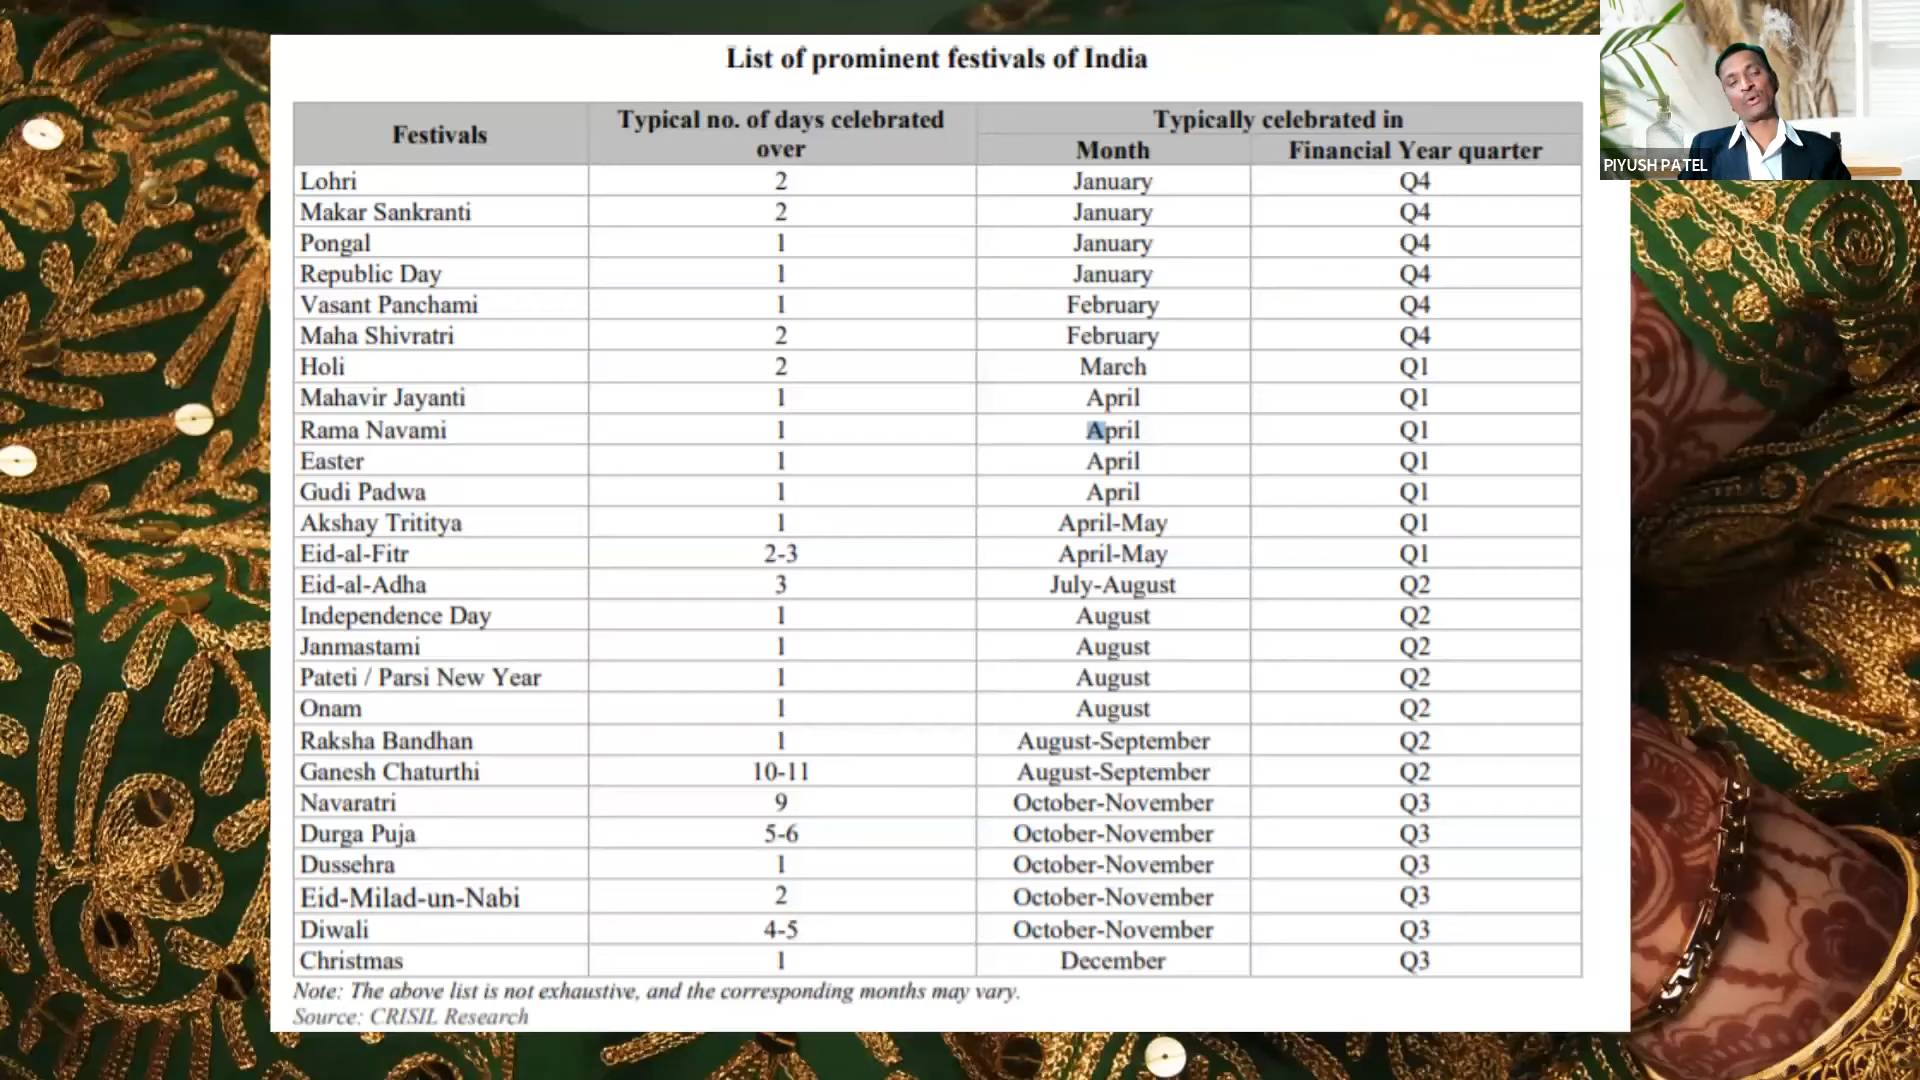 List of prominent festivals of India
Festivals Typical no. of days celebrated over Typically celebrated in
Month Financial Year quarter
Lohri 2 January Q4
Makar Sankranti 2 January Q4
Pongal 1 January Q4
Republic Day 1 January Q4
Vasant Panchami 1 February Q4
Maha Shivratri 2 February Q4
Holi 2 March Q1
Mahavir Jayanti 1 April Q1
Rama Navami 1 April Q1
Easter 1 April Q1
Gudi Padwa 1 April Q1
Akshay Trititya 1 April-May Q1
Eid-al-Fitr 2-3 April-May Q1
Eid-al-Adha 3 July-August Q2
Independence Day 1 August Q2
Janmastami 1 August Q2
Pateti / Parsi New Year 1 August Q2
Onam 1 August Q2
Raksha Bandhan 1 August-September Q2
Ganesh Chaturthi 10-11 August-September Q2
Navaratri 9 October-November Q3
Durga Puja 5-6 October-November Q3
Dussehra 1 October-November Q3
Eid-Milad-un-Nabi 2 October-November Q3
Diwali 4-5 October-November Q3
Christmas 1 December Q3
Note: The above list is not exhaustive, and the corresponding months may vary.
Source: CRISIL Research
PIYUSH PATEL